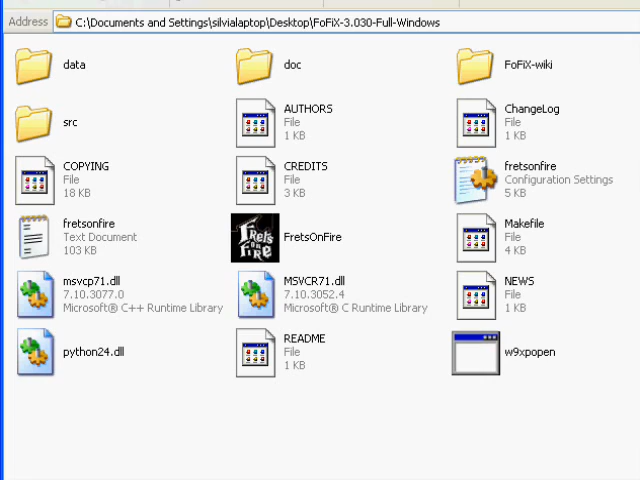 Address C:\Documents and Settings\silvialaptop\Desktop\FoFiX-3.030-Full-Windows
data
doc
FoFiX-wiki
src
AUTHORS
File
1 KB
ChangeLog
File
1 KB
COPYING
File
18 KB
CREDITS
File
3 KB
fretsonfire
Configuration Settings
5 KB
fretsonfire
Text Document
103 KB
FRETS
ON
FIRE
FretsOnFire
Makefile
File
4 KB
msvcp71.dll
7.10.3077.0
Microsoft® C++ Runtime Library
MSVCR71.dll
7.10.3052.4
Microsoft® C Runtime Library
NEWS
File
1 KB
python24.dll
README
File
1 KB
w9xpopen